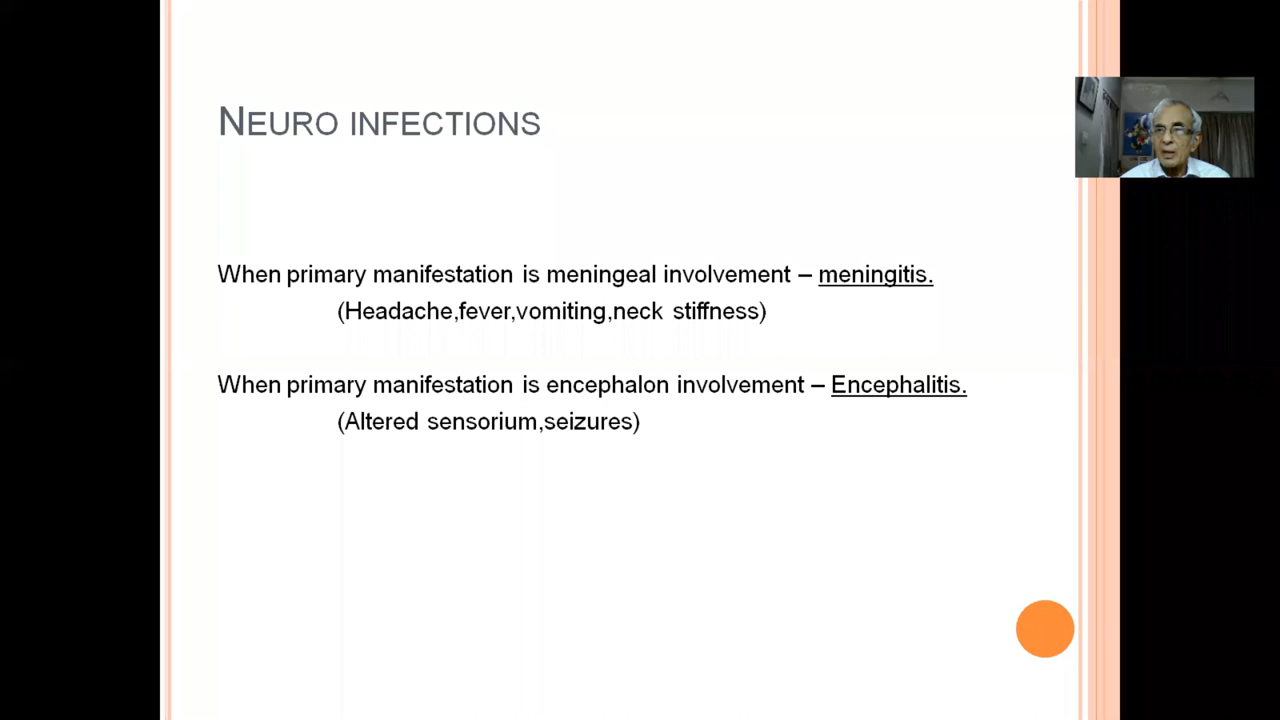 NEURO INFECTIONS
When primary manifestation is meningeal involvement – meningitis.
(Headache,fever,vomiting,neck stiffness)
When primary manifestation is encephalon involvement – Encephalitis.
(Altered sensorium,seizures)